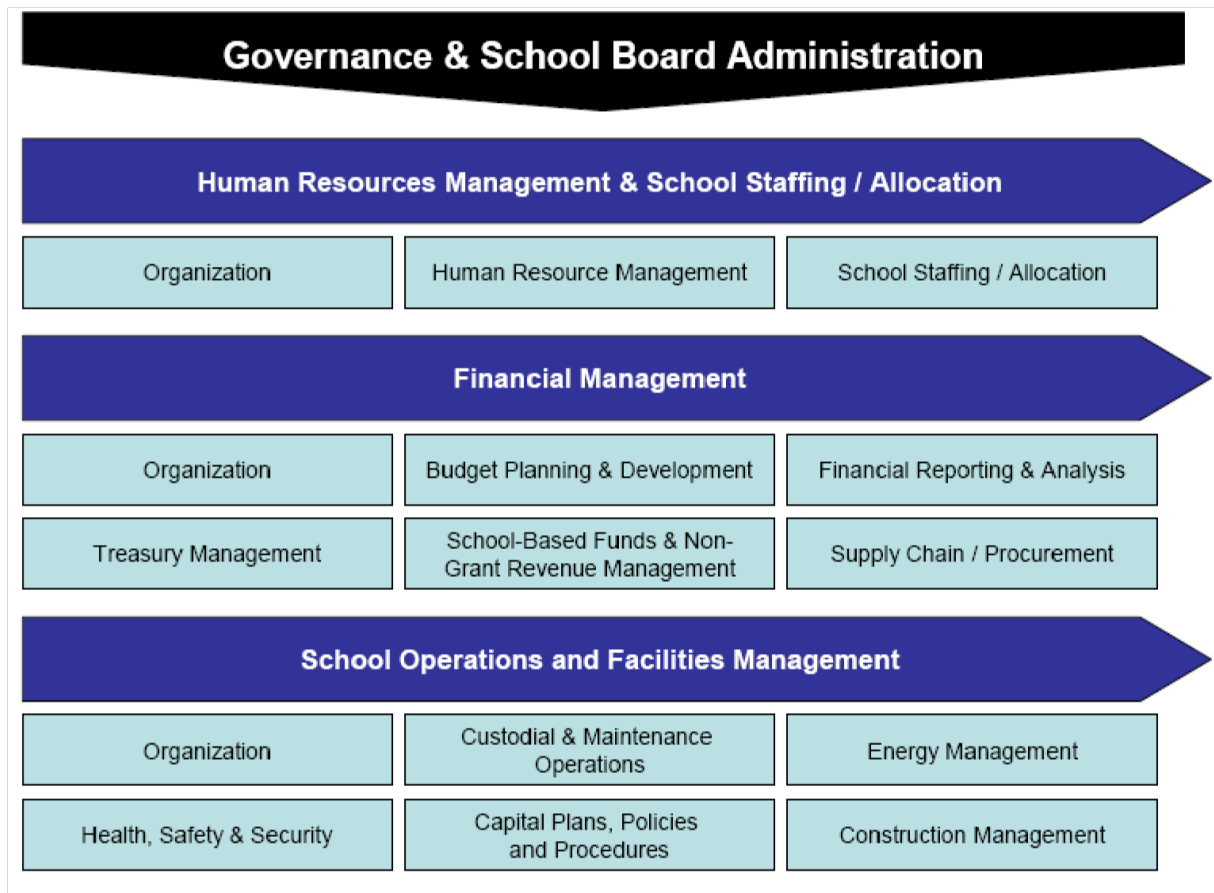 Governance & School Board Administration
Human Resources Management & School Staffing / Allocation
Organization
Human Resource Management
School Staffing / Allocation
Financial Management
Organization
Budget Planning & Development
Financial Reporting & Analysis
Treasury Management
School-Based Funds & Non-
Grant Revenue Management
Supply Chain / Procurement
School Operations and Facilities Management
Organization
Custodial & Maintenance
Operations
Energy Management
Health, Safety & Security
Capital Plans, Policies
and Procedures
Construction Management